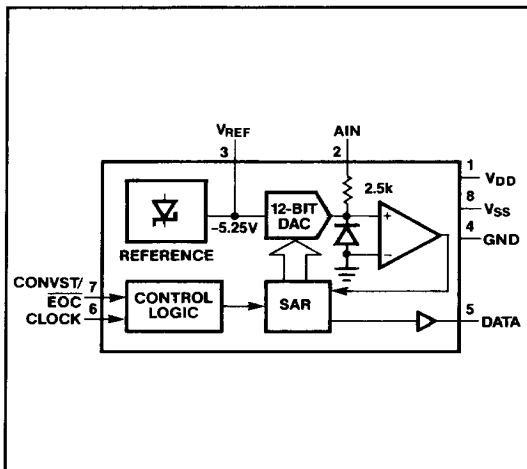 VREF
3
AIN
2
1
VDD
2.5k
8
VSS
12-BIT
DAC
+
4
GND
–5.25V
–
REFERENCE
CONVST/
EOC
7
CONTROL
LOGIC
SAR
CLOCK
6
5
DATA